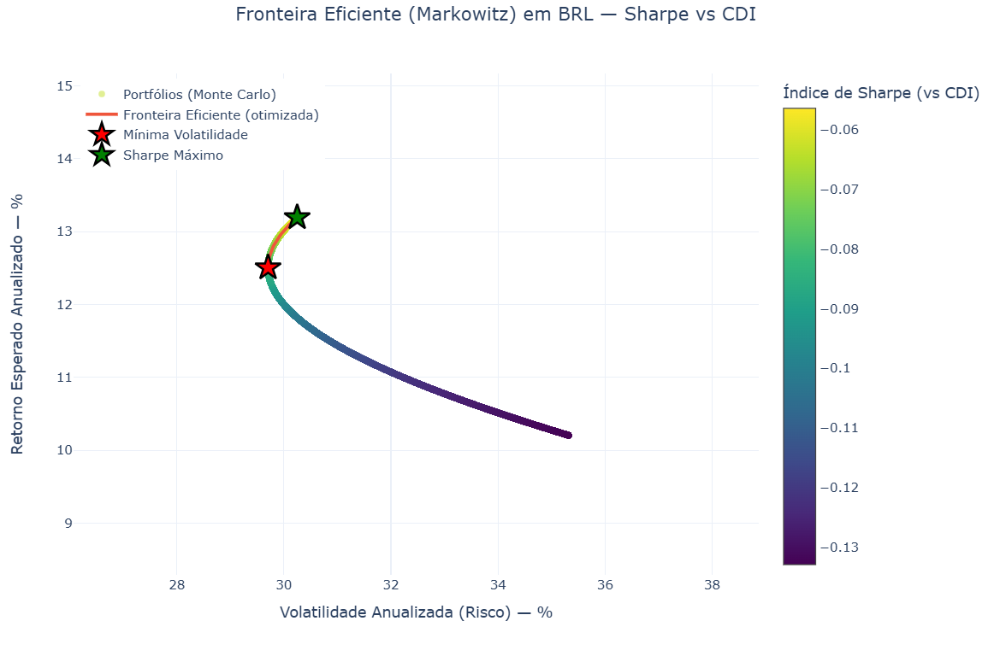 Fronteira Eficiente (Markowitz) em BRL — Sharpe vs CDI
Portfólios (Monte Carlo)
Fronteira Eficiente (otimizada)
Mínima Volatilidade
Sharpe Máximo
Índice de Sharpe (vs CDI)
−0.06
−0.07
−0.08
−0.09
−0.1
−0.11
−0.12
−0.13
Retorno Esperado Anualizado — %
15
14
13
12
11
10
9
28 30 32 34 36 38
Volatilidade Anualizada (Risco) — %